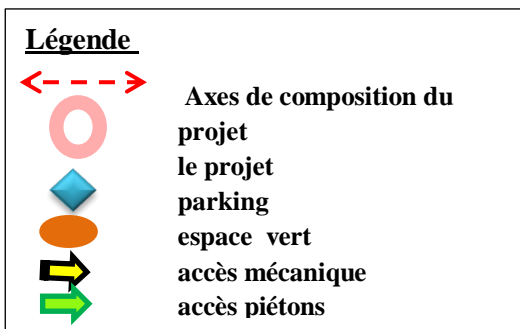 Légende
Axes de composition du
projet
le projet
parking
espace vert
accès mécanique
accès piétons